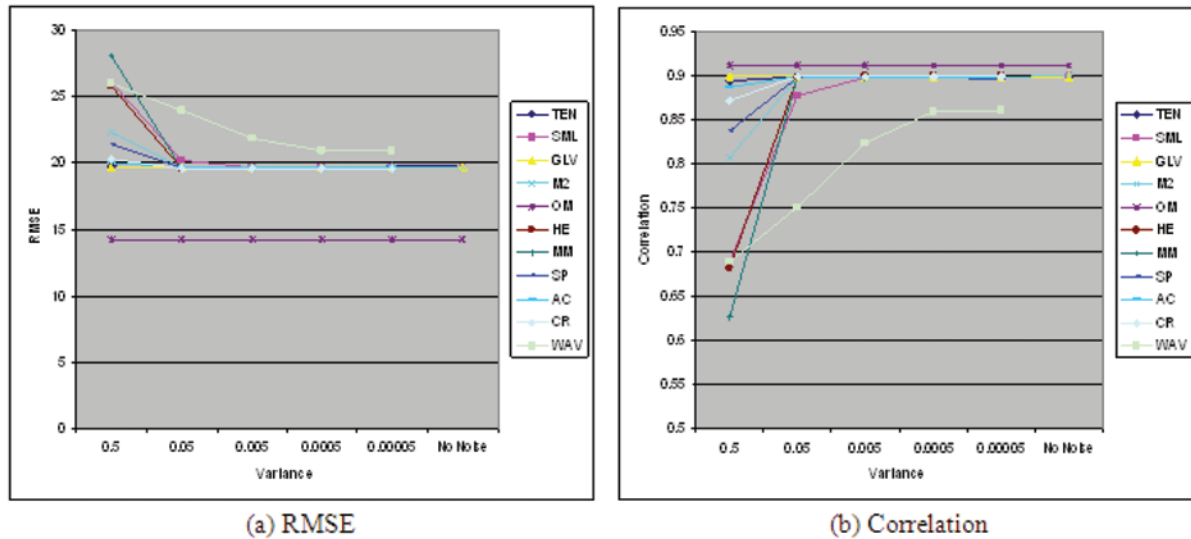 30
25
20
15
10
5
0
RMSE
0.5 0.05 0.005 0.0005 0.00005 No Noise
Variance
TEN
SML
GLV
M2
OM
HE
MM
SP
AC
CR
WAV
(a) RMSE
0.95
0.9
0.85
0.8
0.75
0.7
0.65
0.6
0.55
0.5
Correlation
0.5 0.05 0.005 0.0005 0.00005 No Noise
Variance
TEN
SML
GLV
M2
OM
HE
MM
SP
AC
CR
WAV
(b) Correlation